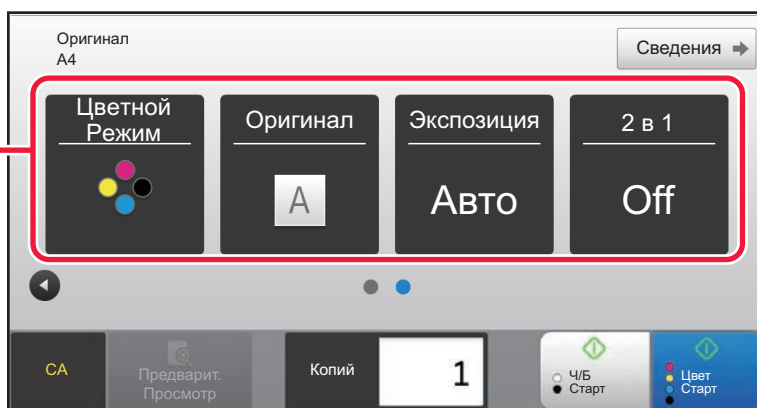 Оригинал
A4
Сведения
Цветной
Режим
Оригинал
A
Экспозиция
Авто
2 в 1
Off
CA
Предварит.
Просмотр
Копий
1
Ч/Б
Старт
Цвет
Старт